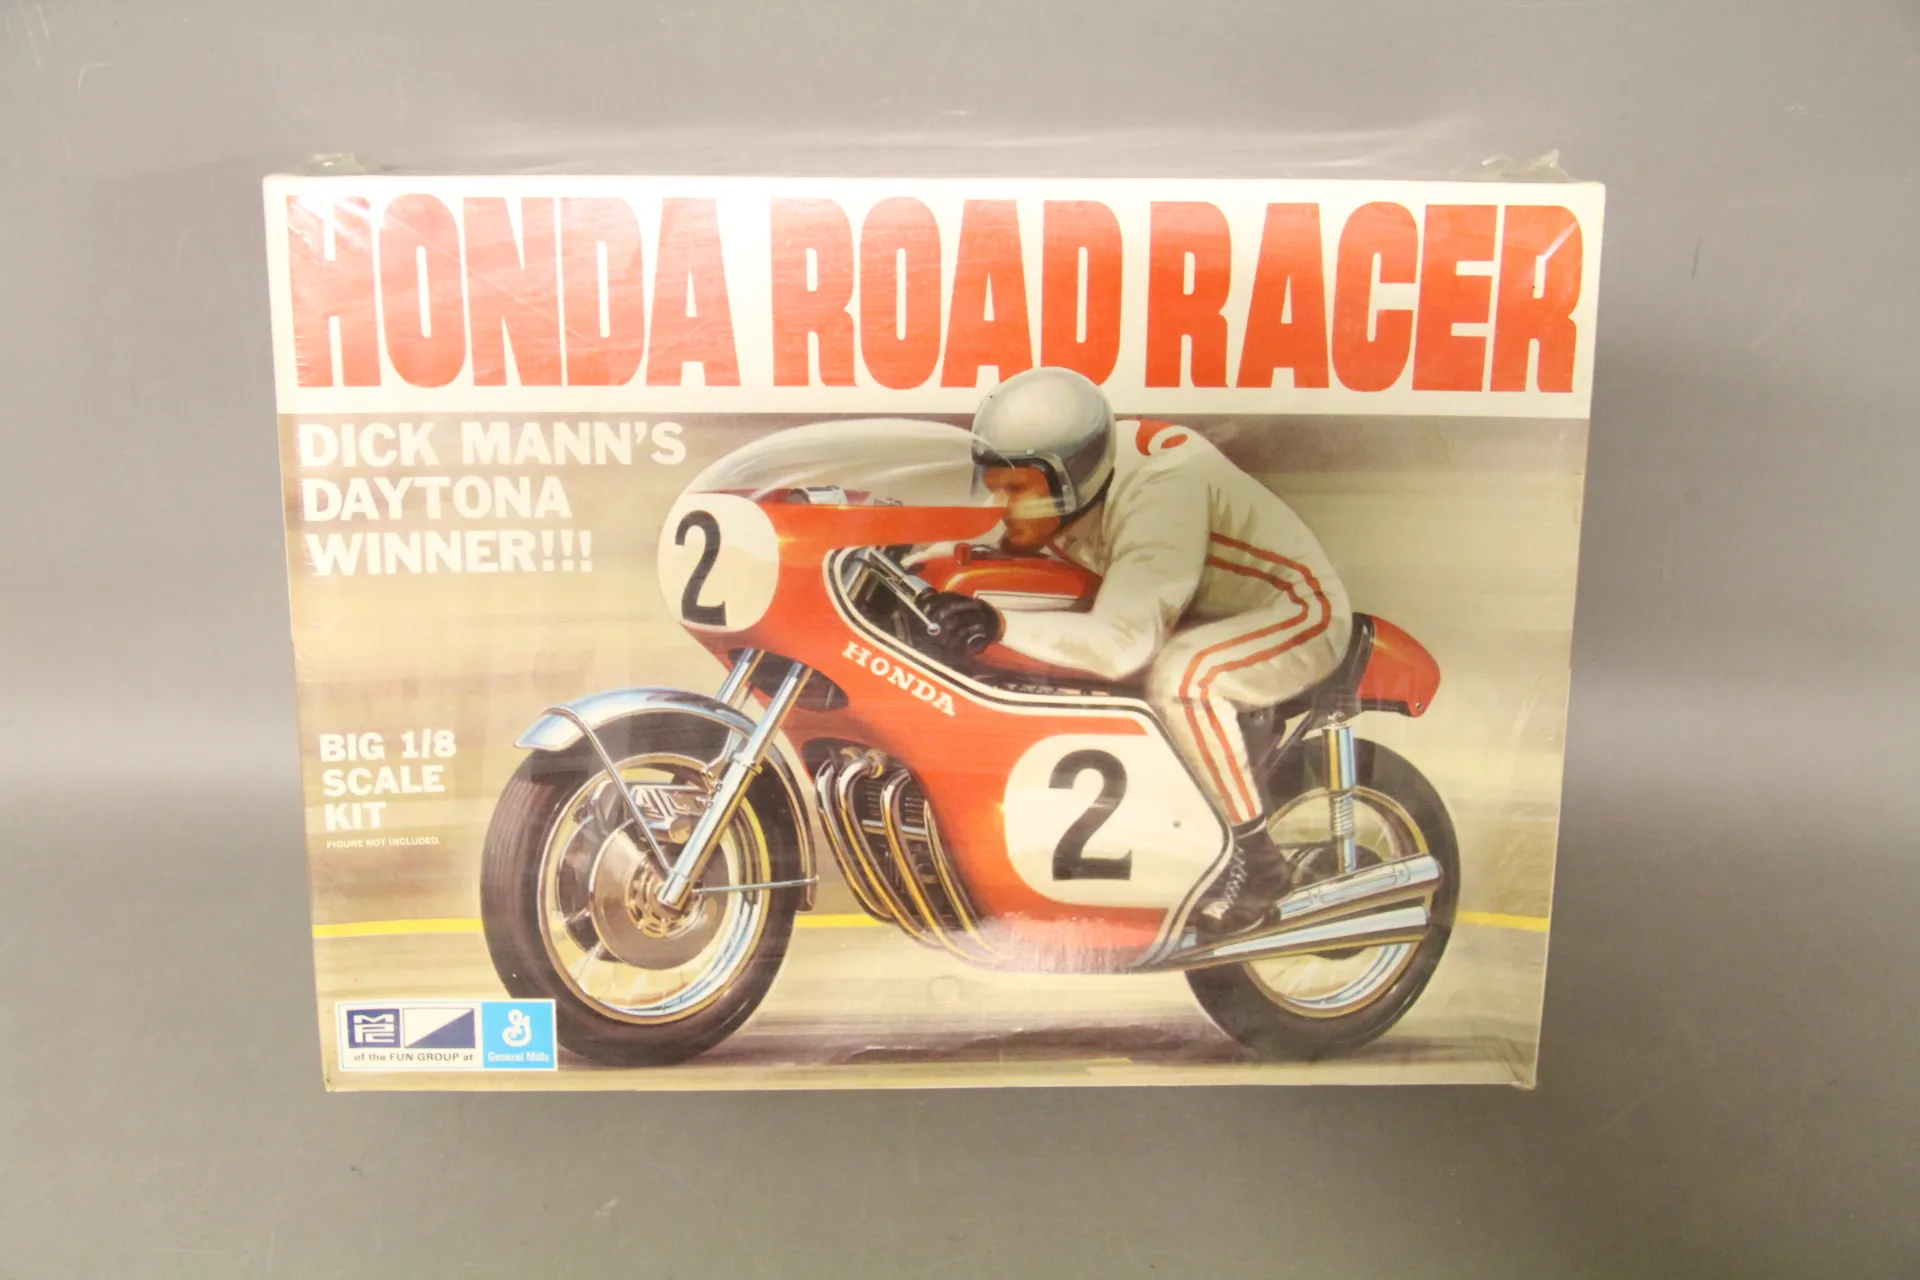 HONDA ROAD RACER
DICK MANN'S
DAYTONA
WINNER!!!
2
HONDA
2
BIG 1/8
SCALE
KIT
FIGURE NOT INCLUDED.
MPC
of the FUN GROUP at
General Mills